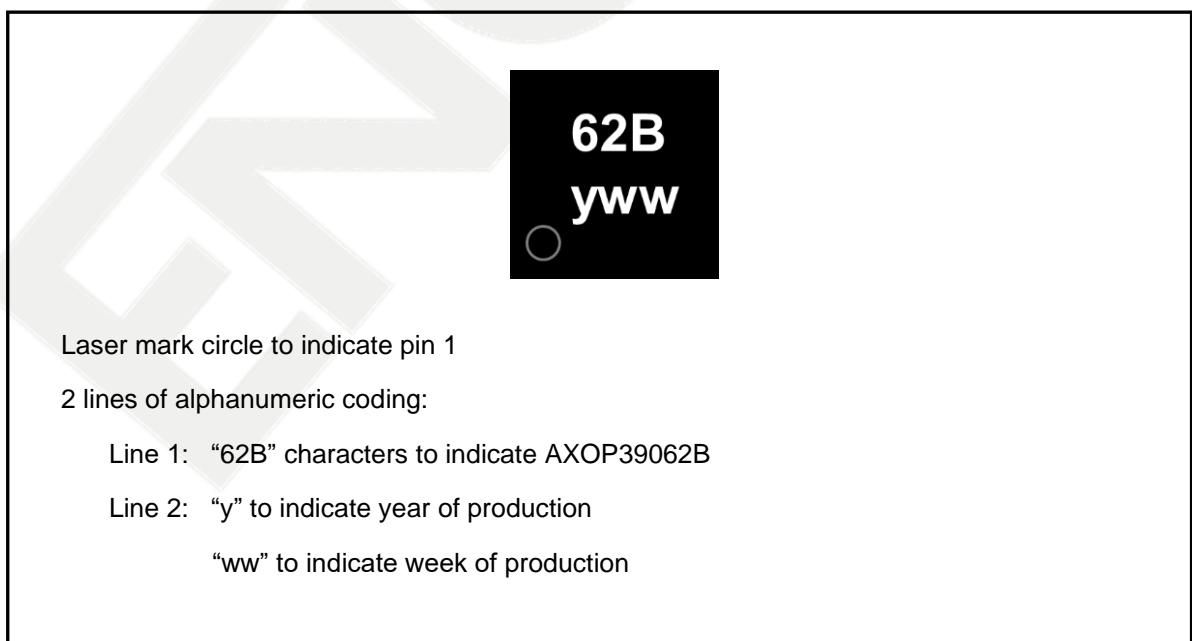 62B
yww
Laser mark circle to indicate pin 1
2 lines of alphanumeric coding:
Line 1: “62B” characters to indicate AXOP39062B
Line 2: “y” to indicate year of production
“ww” to indicate week of production